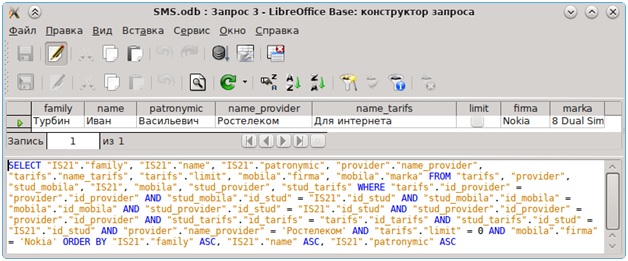 SMS.odb : Запрос 3 - LibreOffice Base: конструктор запроса
Файл Правка Вид Вставка Сервис Окно Справка
family name patronymic name_provider name_tarifs limit firma marka
Турбин Иван Васильевич Ростелеком Для интернета Nokia 8 Dual Sim
Запись 1 из 1
SELECT "IS21"."family", "IS21"."name", "IS21"."patronymic", "provider"."name_provider",
"tarifs"."name_tarifs", "tarifs"."limit", "mobila"."firma", "mobila"."marka" FROM "tarifs", "provider",
"stud_mobila", "IS21", "mobila", "stud_provider", "stud_tarifs" WHERE "tarifs"."id_provider" =
"provider"."id_provider" AND "stud_mobila"."id_stud" = "IS21"."id_stud" AND "stud_mobila"."id_mobila" =
"mobila"."id_mobila" AND "stud_provider"."id_stud" = "IS21"."id_stud" AND "stud_provider"."id_provider" =
"provider"."id_provider" AND "stud_tarifs"."id_tarifs" = "tarifs"."id_tarifs" AND "stud_tarifs"."id_stud" =
"IS21"."id_stud" AND "provider"."name_provider" = 'Ростелеком' AND "tarifs"."limit" = 0 AND "mobila"."firma"
= 'Nokia' ORDER BY "IS21"."family" ASC, "IS21"."name" ASC, "IS21"."patronymic" ASC